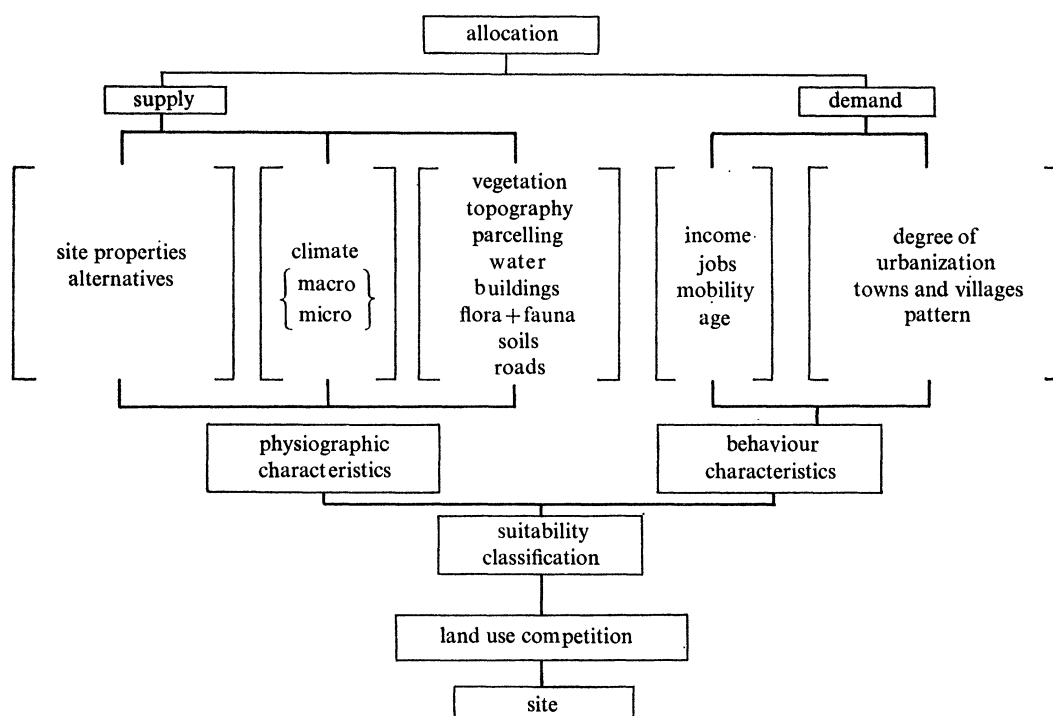 allocation
supply
demand
site properties
alternatives
climate
macro
micro
vegetation
topography
parcelling
water
buildings
flora+fauna
soils
roads
income
jobs
mobility
age
degree of
urbanization
towns and villages
pattern
physiographic
characteristics
behaviour
characteristics
suitability
classification
land use competition
site